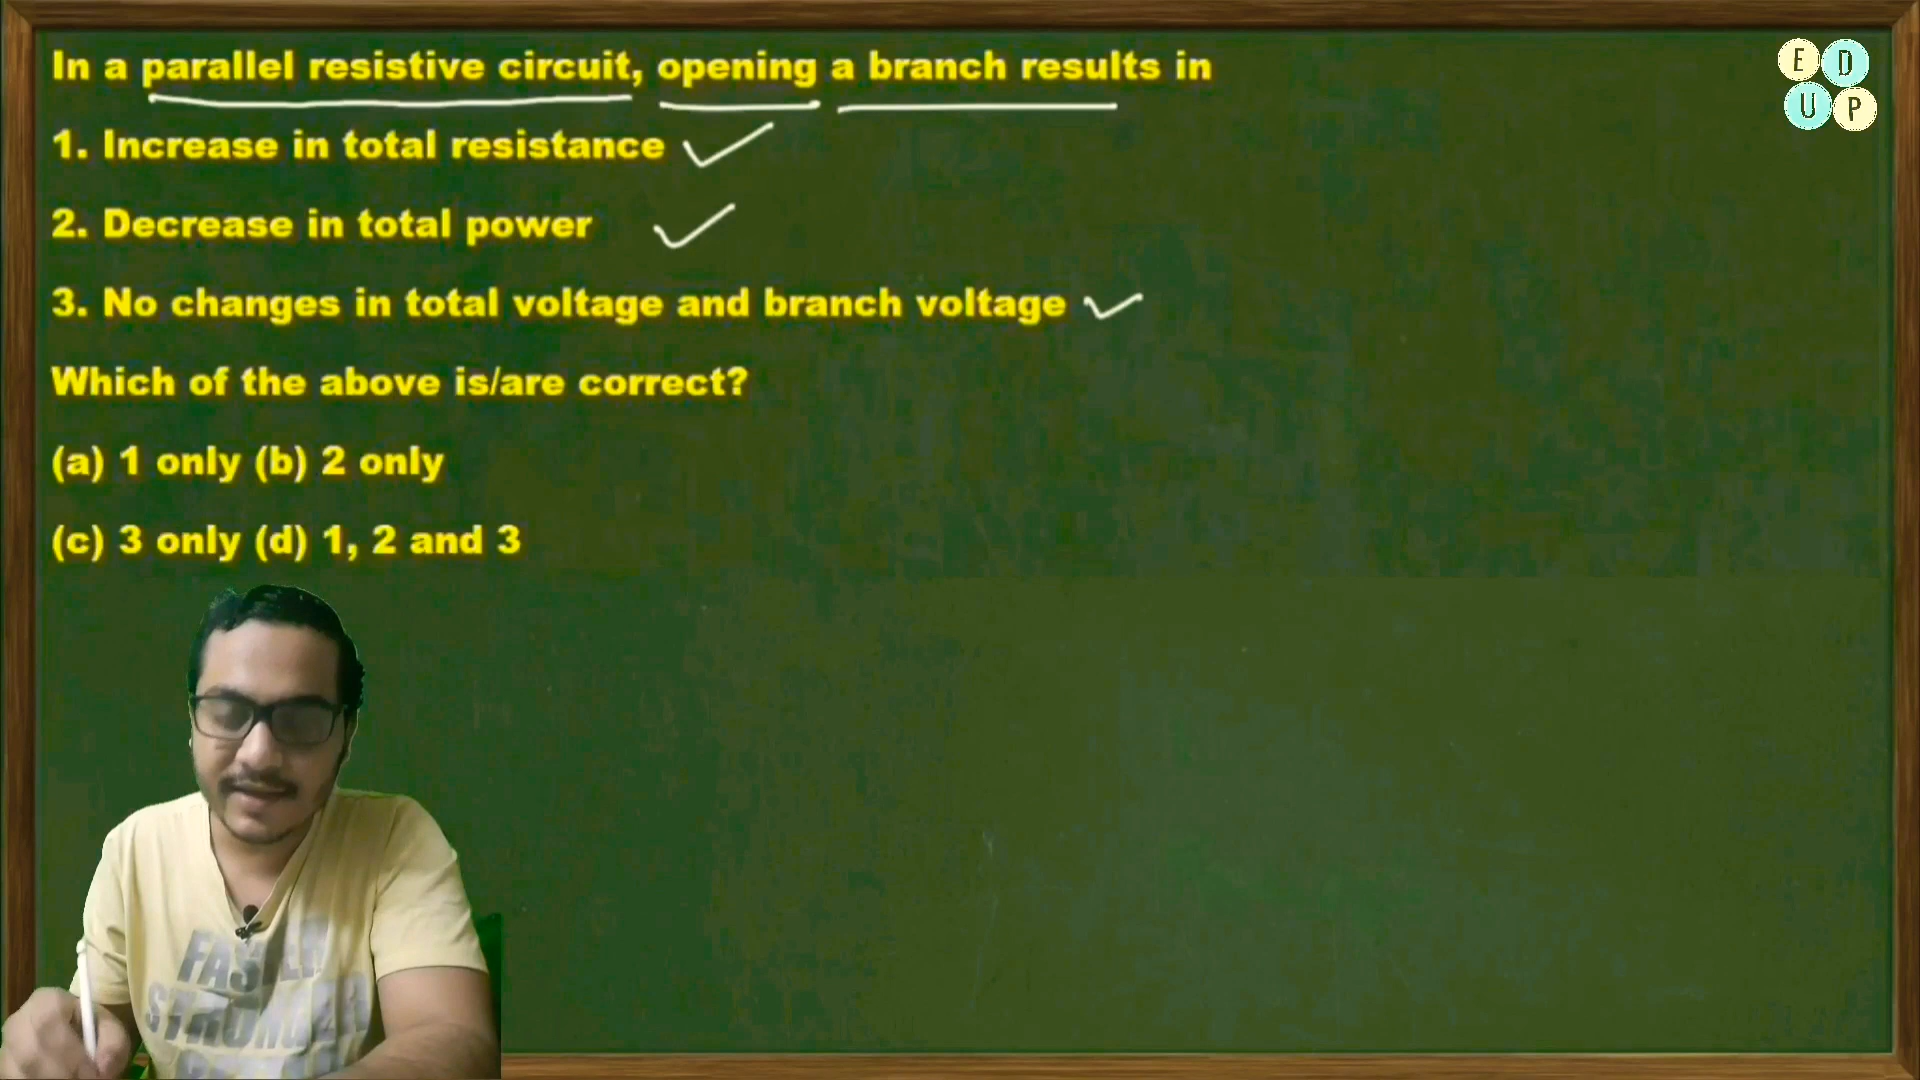 In a parallel resistive circuit, opening a branch results in
1. Increase in total resistance
2. Decrease in total power
3. No changes in total voltage and branch voltage
Which of the above is/are correct?
(a) 1 only (b) 2 only
(c) 3 only (d) 1, 2 and 3
E D
U P